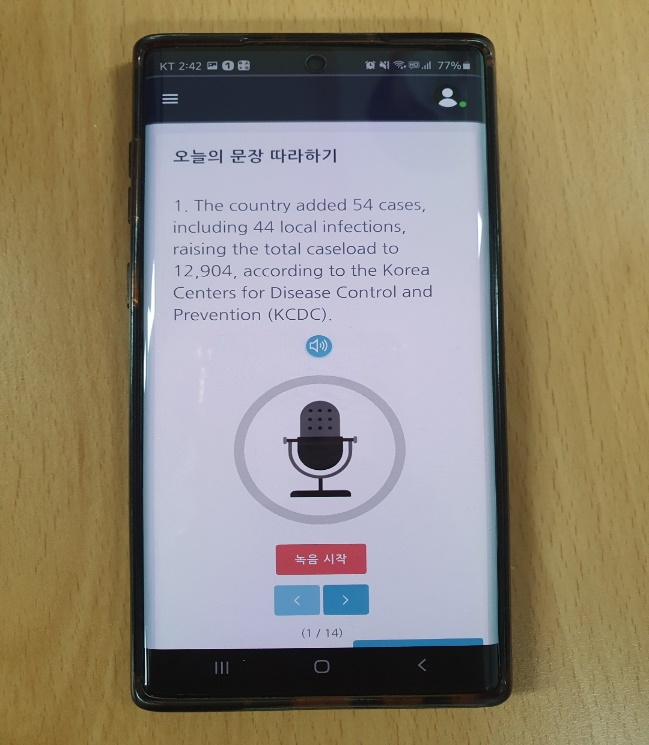 KT 2:42 77%
오늘의 문장 따라하기
1. The country added 54 cases,
including 44 local infections,
raising the total caseload to
12,904, according to the Korea
Centers for Disease Control and
Prevention (KCDC).
녹음 시작
< >
(1 / 14)